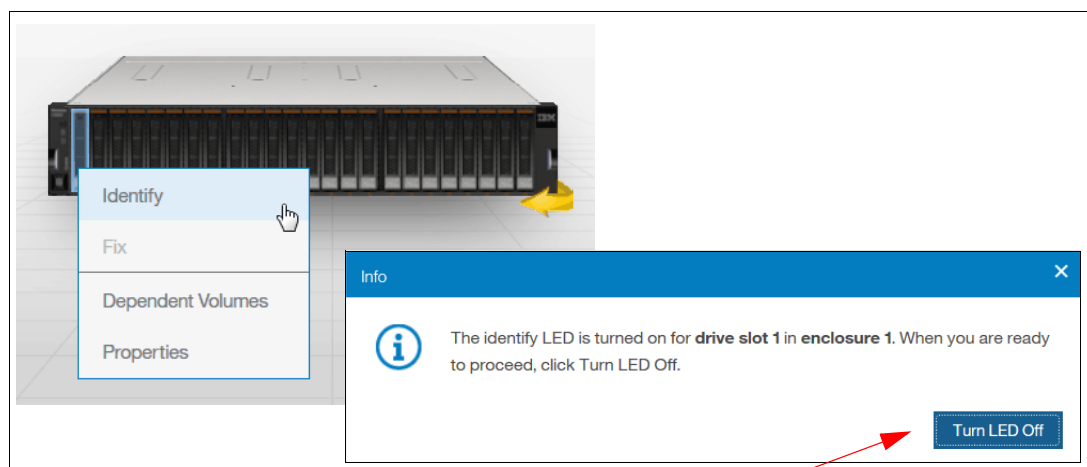 IBM
Identify
Fix
Dependent Volumes
Properties
Info
The identify LED is turned on for drive slot 1 in enclosure 1. When you are ready
to proceed, click Turn LED Off.
Turn LED Off